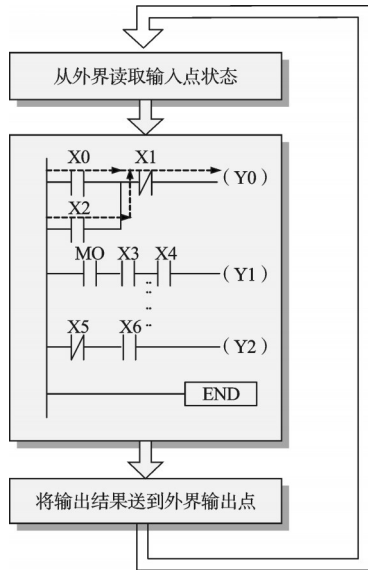 从外界读取输入点状态
X0 X1
(Y0)
X2
MO X3 X4
(Y1)
X5 X6
(Y2)
END
将输出结果送到外界输出点